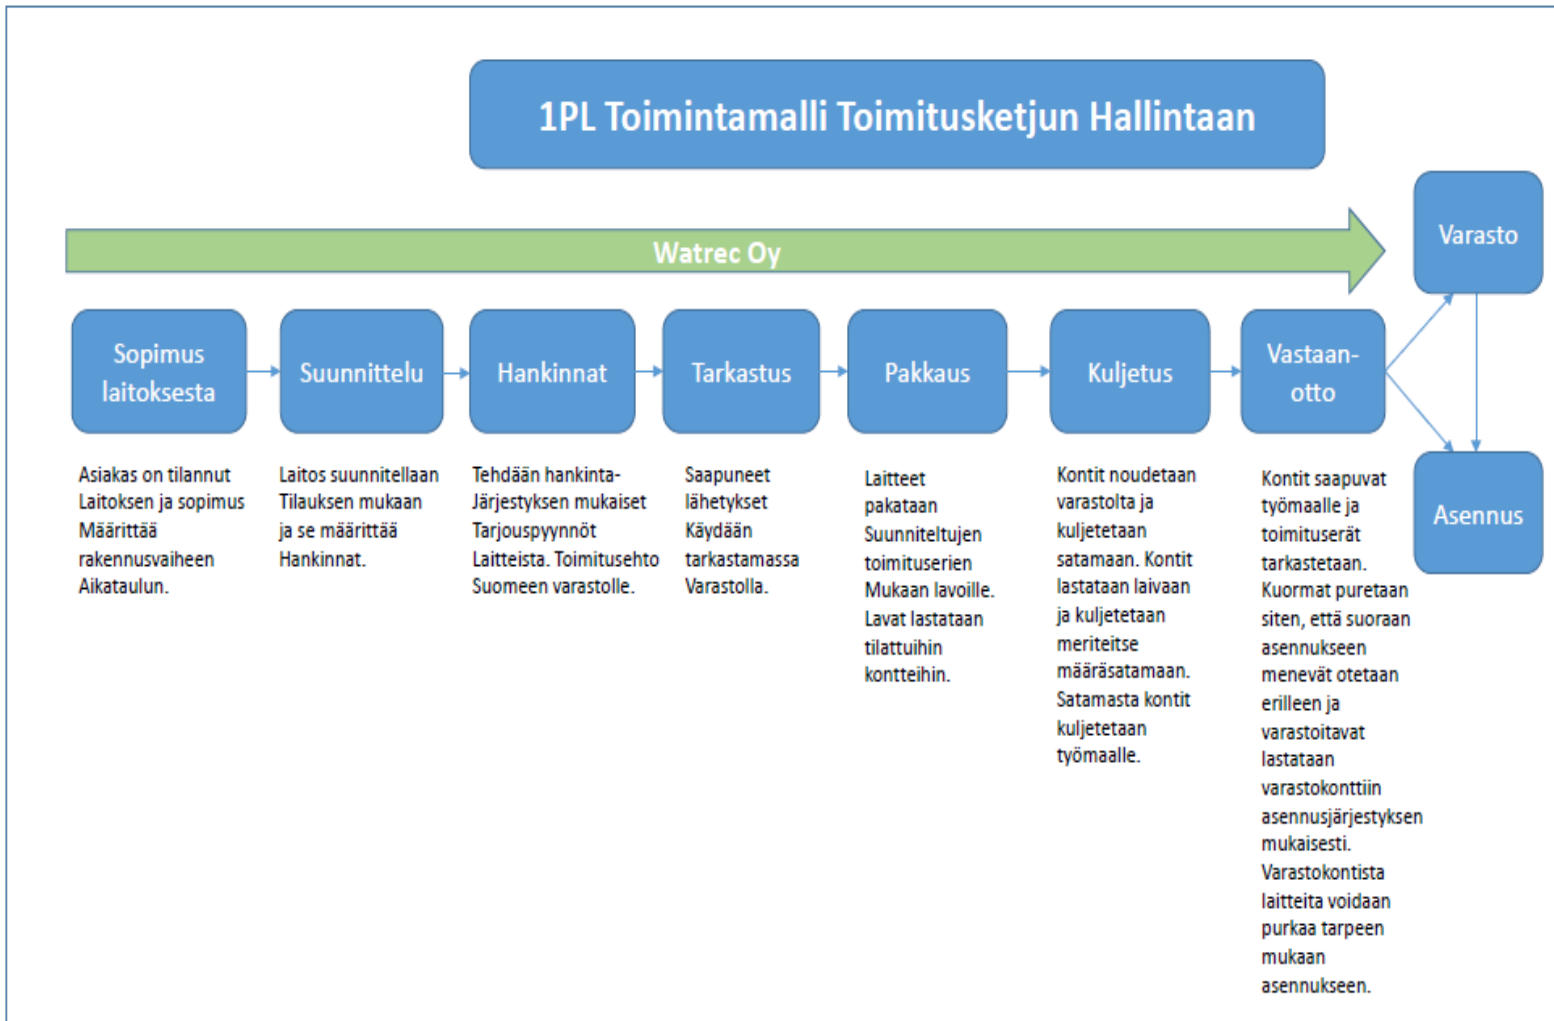 1PL Toimintamalli Toimitusketjun Hallintaan
Watrec Oy
Varasto
Sopimus
laitoksesta
Suunnittelu
Hankinnat
Tarkastus
Pakkaus
Kuljetus
Vastaan-
otto
Asennus
Asiakas on tilannut
Laitoksen ja sopimus
Määrittää
rakennusvaiheen
Aikataulun.
Laitos suunnitellaan
Tilauksen mukaan
ja se määrittää
Hankinnat.
Tehdään hankinta-
Järjestyksen mukaiset
Tarjouspyynnöt
Laitteista. Toimitusehto
Suomeen varastolle.
Saapuneet
lähetykset
Käydään
tarkastamassa
Varastolla.
Laitteet
pakataan
Suunniteltujen
toimituserien
Mukaan lavoille.
Lavat lastataan
tilattuihin
kontteihin.
Kontit noudetaan
varastolta ja
kuljetetaan
satamaan. Kontit
lastataan laivaan
ja kuljetetaan
meriteitse
määräsatamaan.
Satamasta kontit
kuljetetaan
työmaalle.
Kontit saapuvat
työmaalle ja
toimituserät
tarkastetaan.
Kuormat puretaan
siten, että suoraan
asennukseen
menevät otetaan
erilleen ja
varastoitavat
lastataan
varastokonttiin
asennusjärjestyksen
mukaisesti.
Varastokontista
laitteita voidaan
purkaa tarpeen
mukaan
asennukseen.